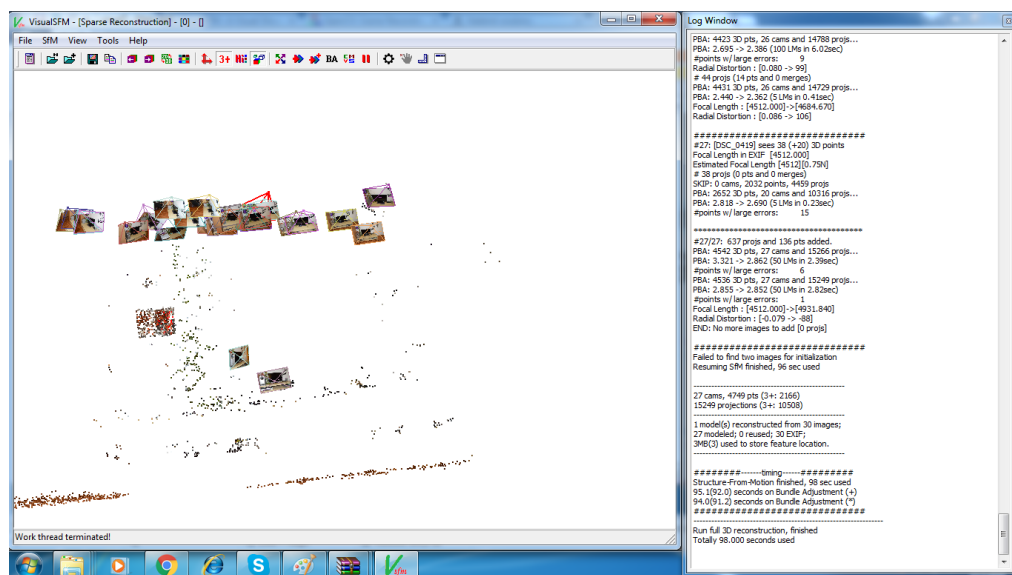 VisualSFM - [Sparse Reconstruction] - [0] - []
File SfM View Tools Help
3+ BA
Work thread terminated!
S
sfm
Log Window
PBA: 4423 3D pts, 26 cams and 14788 projs...
PBA: 2.695 -> 2.386 (100 LMs in 6.02sec)
#points w/ large errors: 9
Radial Distortion : [0.080 -> 99]
# 44 projs (14 pts and 0 merges)
PBA: 4431 3D pts, 26 cams and 14729 projs...
PBA: 2.440 -> 2.362 (5 LMs in 0.41sec)
Focal Length : [4512.000]->[4684.670]
Radial Distortion : [0.086 -> 106]
#############################
#27: [DSC_0419] sees 38 (+20) 3D points
Focal Length in EXIF [4512.000]
Estimated Focal Length [4512][0.75N]
# 38 projs (0 pts and 0 merges)
SKIP: 0 cams, 2032 points, 4459 projs
PBA: 2652 3D pts, 20 cams and 10316 projs...
PBA: 2.818 -> 2.690 (5 LMs in 0.23sec)
#points w/ large errors: 15
****************************************
#27/27: 637 projs and 136 pts added.
PBA: 4542 3D pts, 27 cams and 15266 projs...
PBA: 3.321 -> 2.862 (50 LMs in 2.39sec)
#points w/ large errors: 6
PBA: 4536 3D pts, 27 cams and 15249 projs...
PBA: 2.855 -> 2.852 (50 LMs in 2.82sec)
#points w/ large errors: 1
Focal Length : [4512.000]->[4931.840]
Radial Distortion : [-0.079 -> -88]
END: No more images to add [0 projs]
#############################
Failed to find two images for initialization
Resuming SfM finished, 96 sec used
----------------------------------------------------
27 cams, 4749 pts (3+: 2166)
15249 projections (3+: 10508)
----------------------------------------------------
1 model(s) reconstructed from 30 images;
27 modeled; 0 reused; 30 EXIF;
3MB(3) used to store feature location.
----------------------------------------------------
########-------timing------#########
Structure-From-Motion finished, 98 sec used
95.1(92.0) seconds on Bundle Adjustment (+)
94.0(91.2) seconds on Bundle Adjustment (*)
#############################
----------------------------------------------------------------
Run full 3D reconstruction, finished
Totally 98.000 seconds used